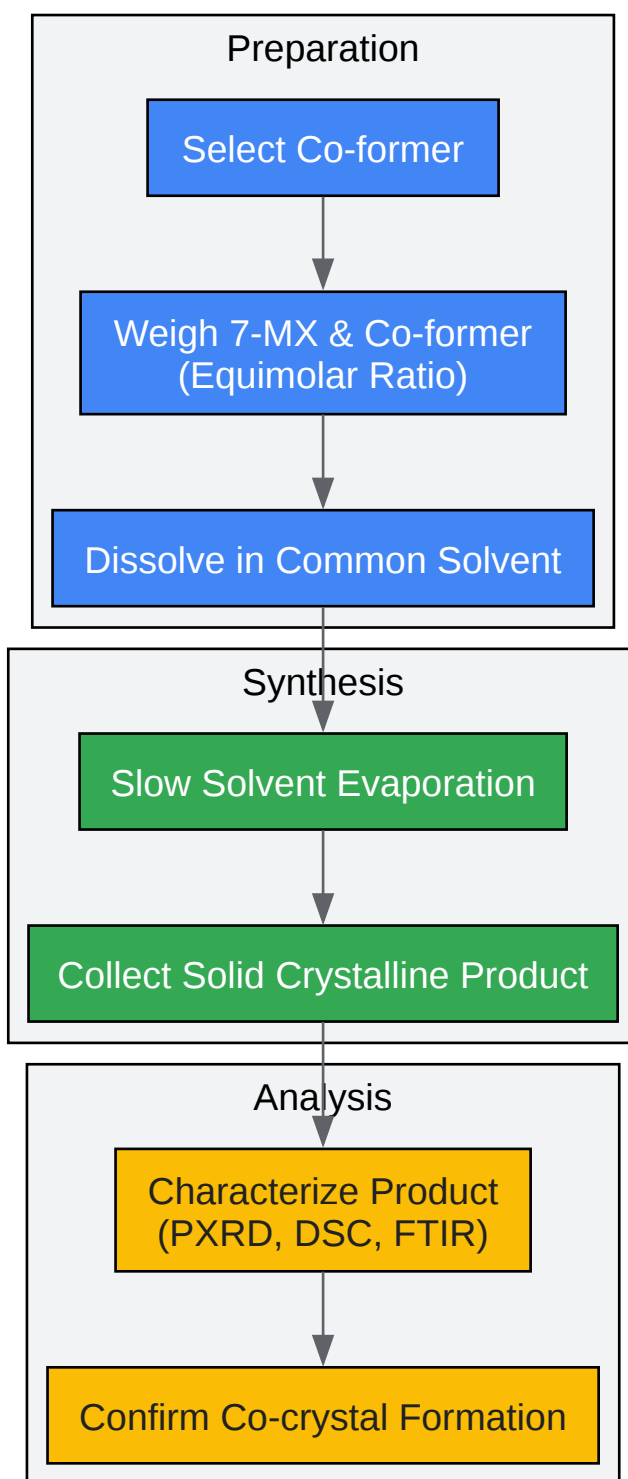 Preparation
Select Co-former
Weigh 7-MX & Co-former
(Equimolar Ratio)
Dissolve in Common Solvent
Synthesis
Slow Solvent Evaporation
Collect Solid Crystalline Product
Analysis
Characterize Product
(PXRD, DSC, FTIR)
Confirm Co-crystal Formation